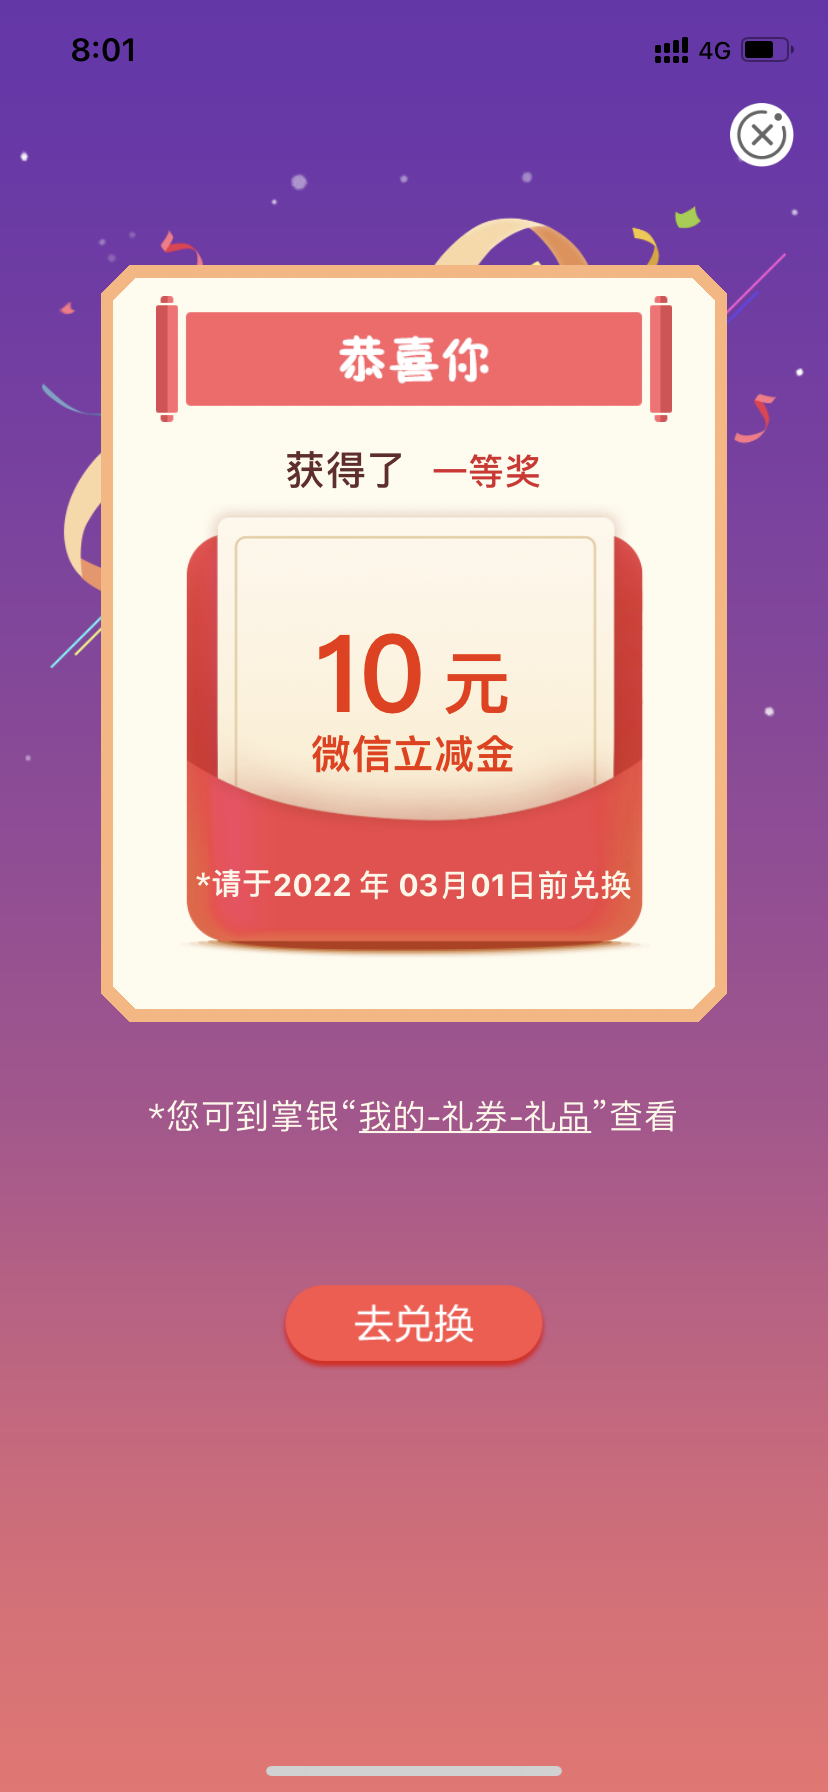 8:01 4G
恭喜你
获得了 一等奖
10 元
微信立减金
*请于2022 年 03月01日前兑换
*您可到掌银“我的-礼券-礼品”查看
去兑换